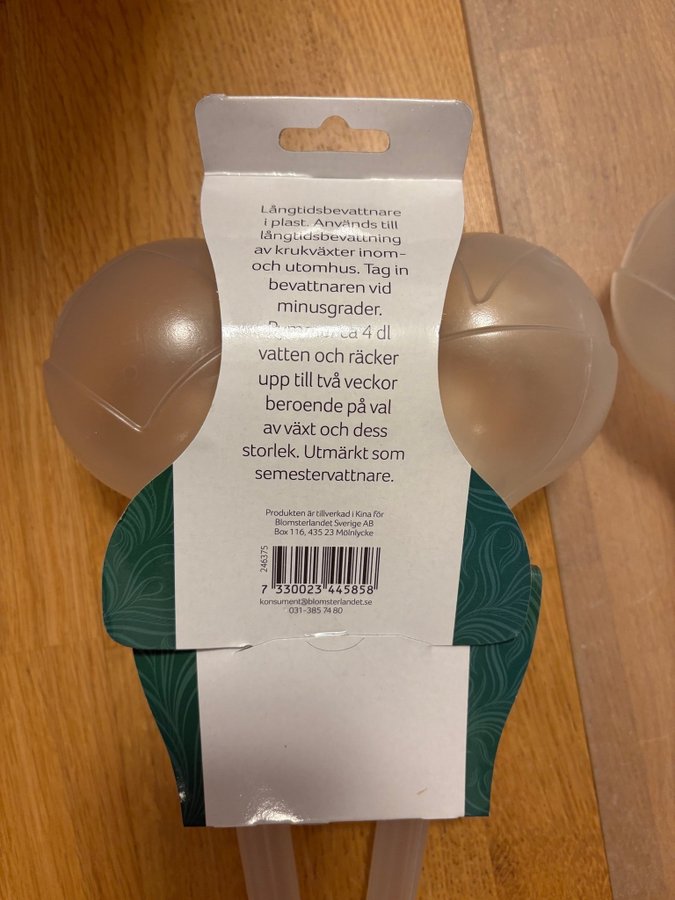 Långtidsbevattnare
i plast. Används till
långtidsbevattning
av krukväxter inom-
och utomhus. Tag in
bevattnaren vid
minusgrader.
Rymmer ca 4 dl
vatten och räcker
upp till två veckor
beroende på val
av växt och dess
storlek. Utmärkt som
semestervattnare.
Produkten är tillverkad i Kina för
Blomsterlandet Sverige AB
Box 116, 435 23 Mölnlycke
246375
7 330023 445858
konsument@blomsterlandet.se
031-385 74 80